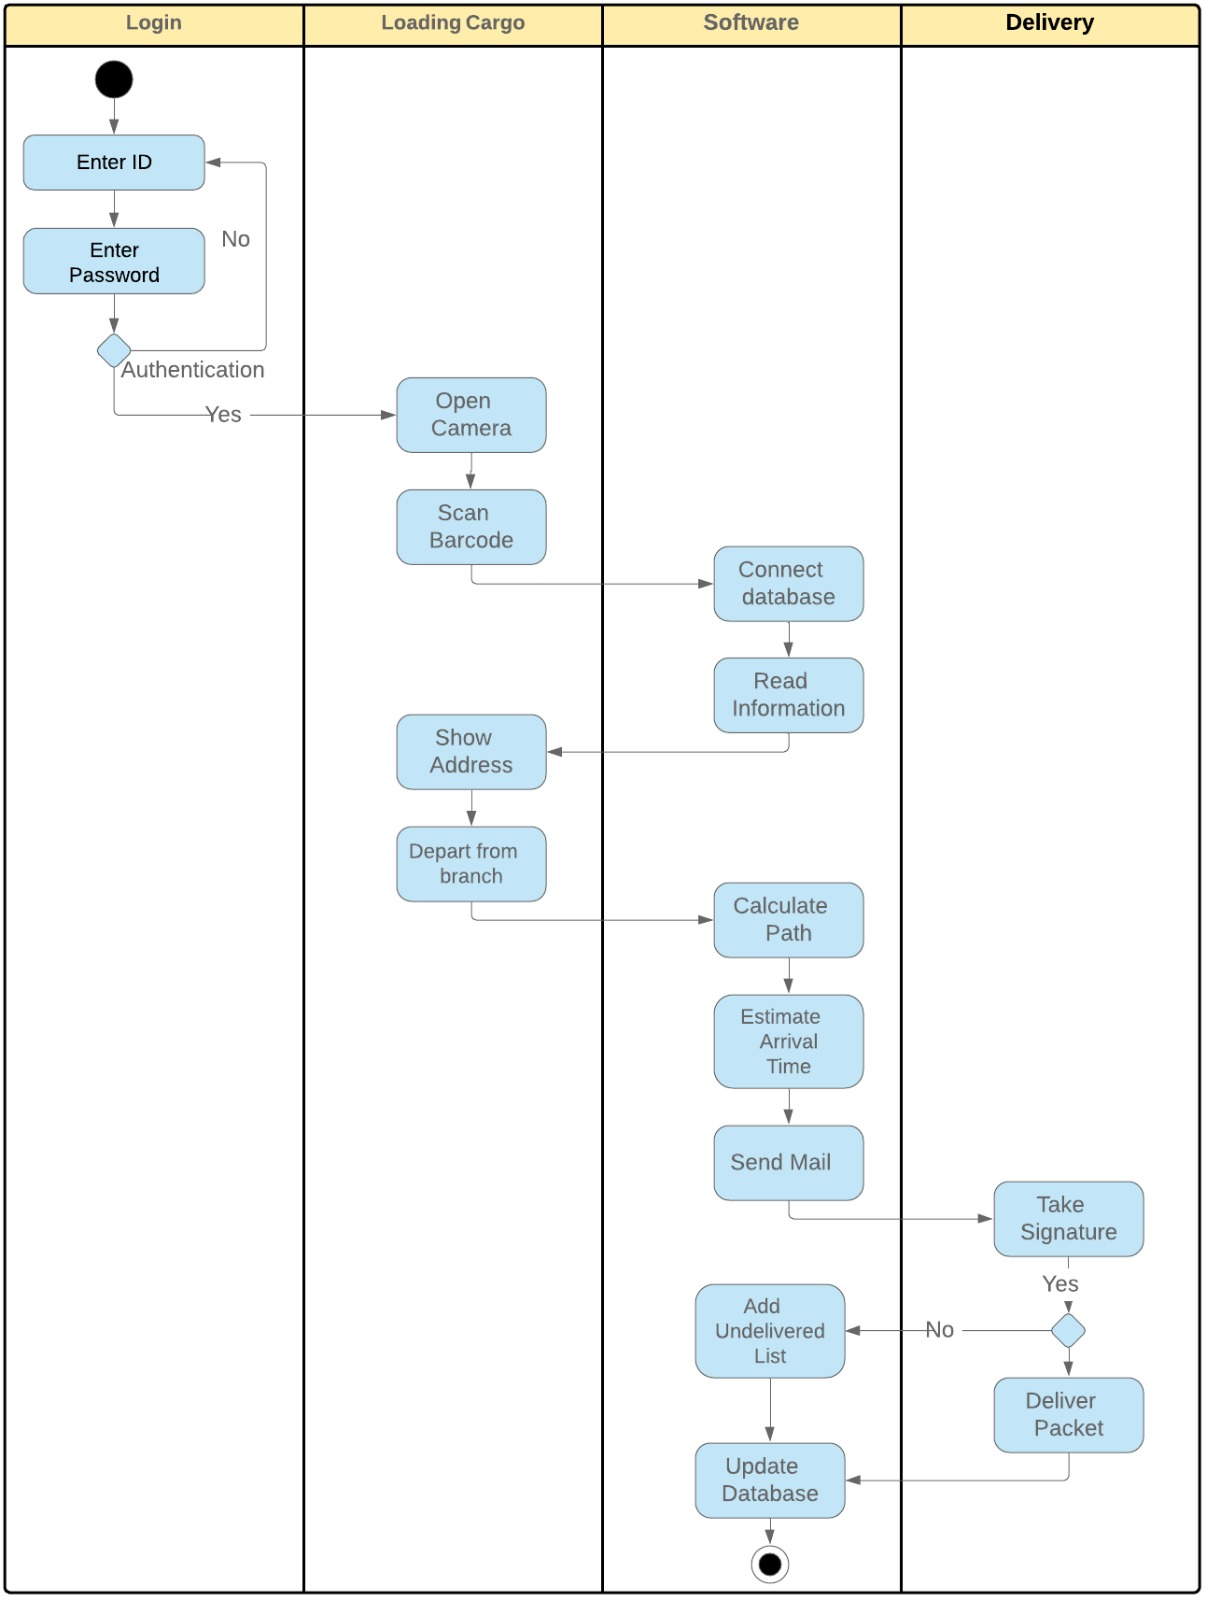 Login
Loading Cargo
Software
Delivery
Enter ID
Enter
Password
No
Authentication
Yes
Open
Camera
Scan
Barcode
Connect
database
Read
Information
Show
Address
Depart from
branch
Calculate
Path
Estimate
Arrival
Time
Send Mail
Take
Signature
Yes
Add
Undelivered
List
No
Deliver
Packet
Update
Database